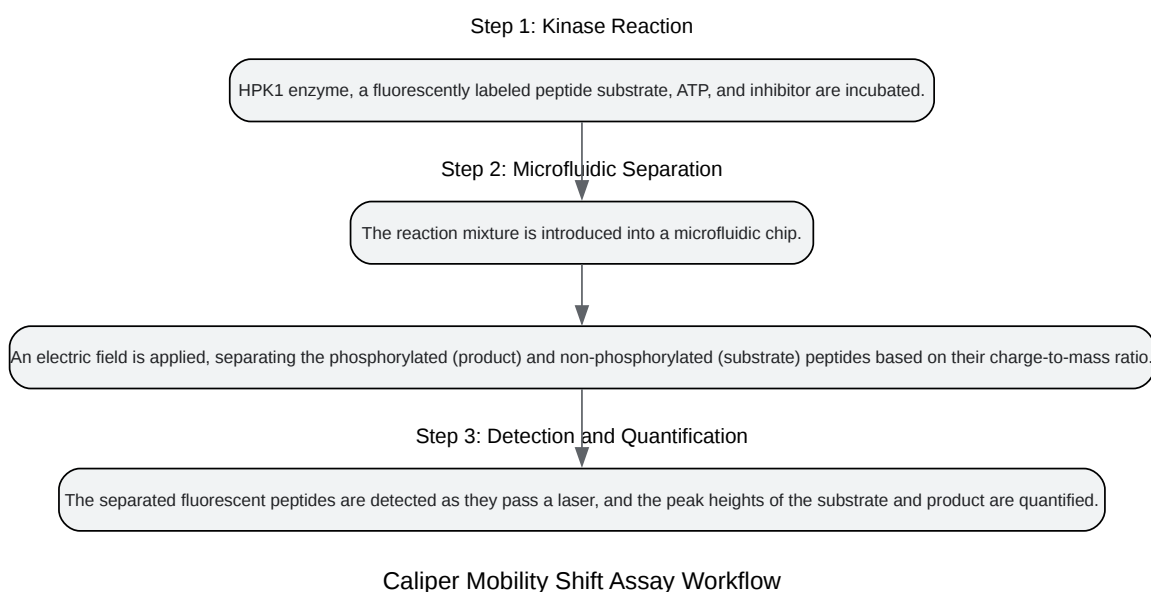 Step 1: Kinase Reaction
HPK1 enzyme, a fluorescently labeled peptide substrate, ATP, and inhibitor are incubated.
Step 2: Microfluidic Separation
The reaction mixture is introduced into a microfluidic chip.
An electric field is applied, separating the phosphorylated (product) and non-phosphorylated (substrate) peptides based on their charge-to-mass ratio.
Step 3: Detection and Quantification
The separated fluorescent peptides are detected as they pass a laser, and the peak heights of the substrate and product are quantified.
Caliper Mobility Shift Assay Workflow